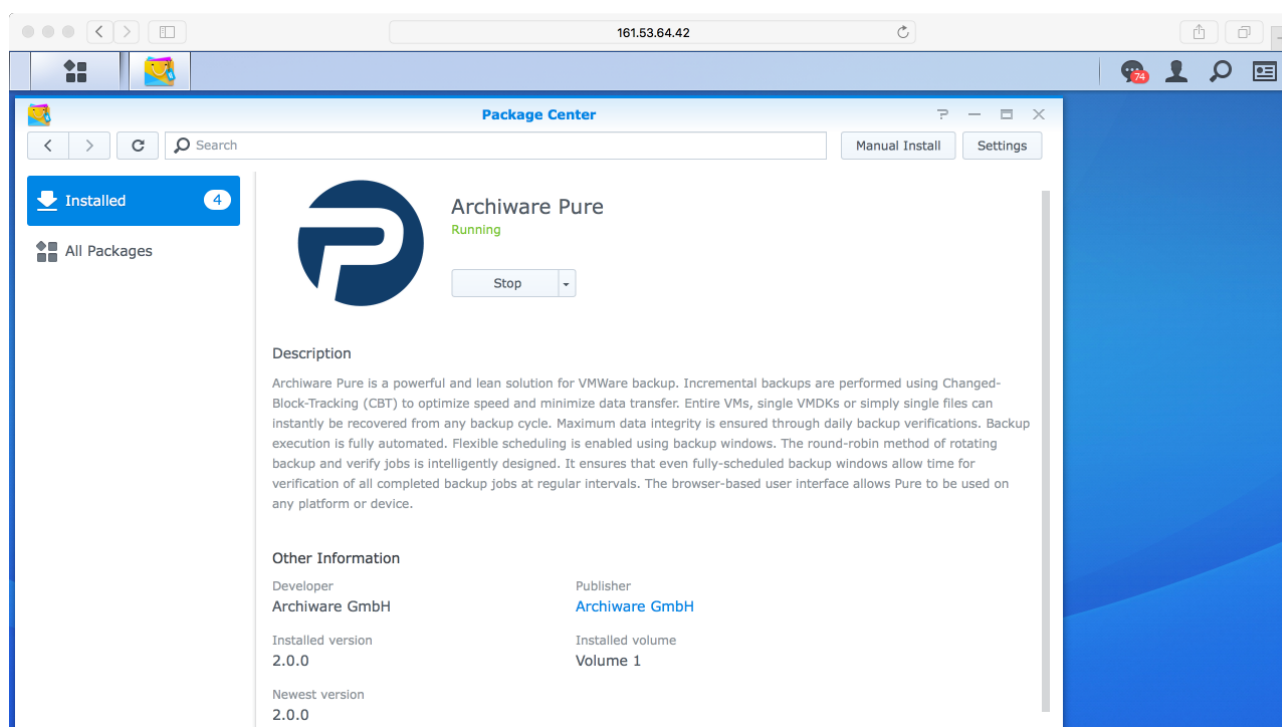 161.53.64.42
74
Package Center
Search
Manual Install
Settings
Installed
4
All Packages
Archiware Pure
Running
Stop
Description
Archiware Pure is a powerful and lean solution for VMWare backup. Incremental backups are performed using Changed-
Block-Tracking (CBT) to optimize speed and minimize data transfer. Entire VMs, single VMDKs or simply single files can
instantly be recovered from any backup cycle. Maximum data integrity is ensured through daily backup verifications. Backup
execution is fully automated. Flexible scheduling is enabled using backup windows. The round-robin method of rotating
backup and verify jobs is intelligently designed. It ensures that even fully-scheduled backup windows allow time for
verification of all completed backup jobs at regular intervals. The browser-based user interface allows Pure to be used on
any platform or device.
Other Information
Developer
Archiware GmbH
Publisher
Archiware GmbH
Installed version
2.0.0
Installed volume
Volume 1
Newest version
2.0.0